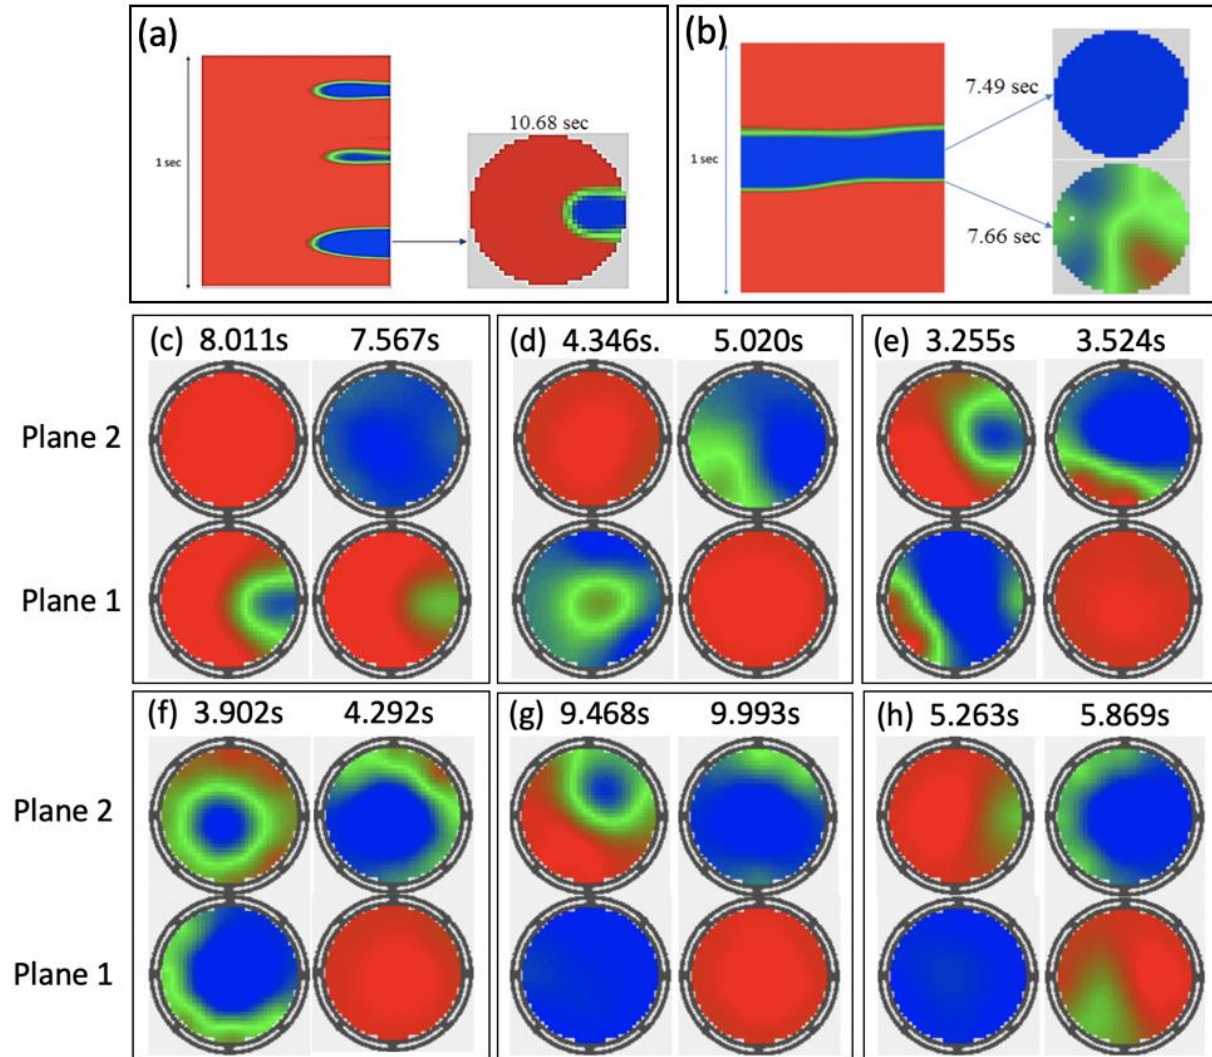 (a)
1 sec
10.68 sec
(b)
1 sec
7.49 sec
7.66 sec
(c) 8.011s 7.567s
(d) 4.346s. 5.020s
(e) 3.255s 3.524s
Plane 2
Plane 1
(f) 3.902s 4.292s
(g) 9.468s 9.993s
(h) 5.263s 5.869s
Plane 2
Plane 1